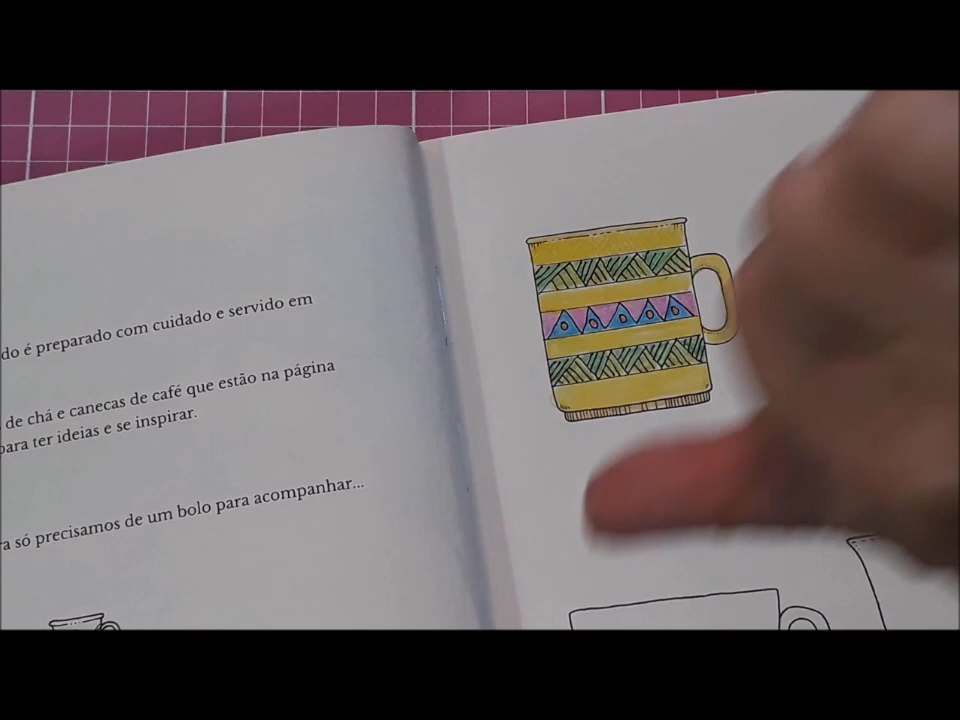 do é preparado com cuidado e servido em
de chá e canecas de café que estão na página
para ter ideias e se inspirar.
só precisamos de um bolo para acompanhar...